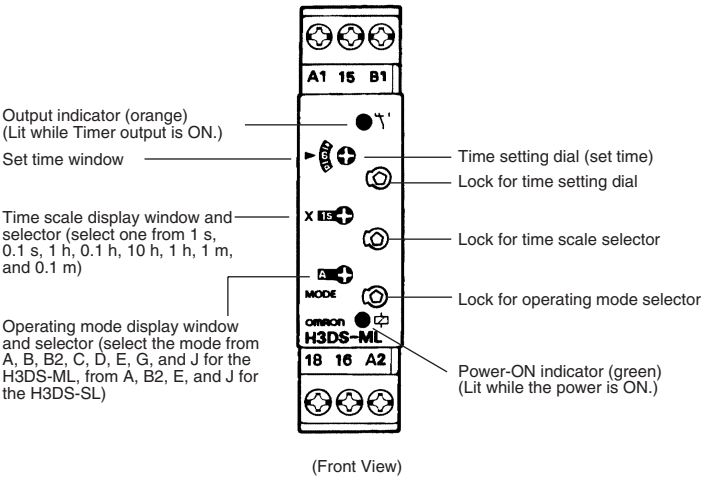 A1 15 B1
Output indicator (orange)
(Lit while Timer output is ON.)
Set time window
Time setting dial (set time)
Lock for time setting dial
Time scale display window and
selector (select one from 1 s,
0.1 s, 1 h, 0.1 h, 10 h, 1 h, 1 m,
and 0.1 m)
X 1S
Lock for time scale selector
A
MODE
Lock for operating mode selector
Operating mode display window
and selector (select the mode from
A, B, B2, C, D, E, G, and J for the
H3DS-ML, from A, B2, E, and J for
the H3DS-SL)
OMRON
H3DS-ML
18 16 A2
Power-ON indicator (green)
(Lit while the power is ON.)
(Front View)